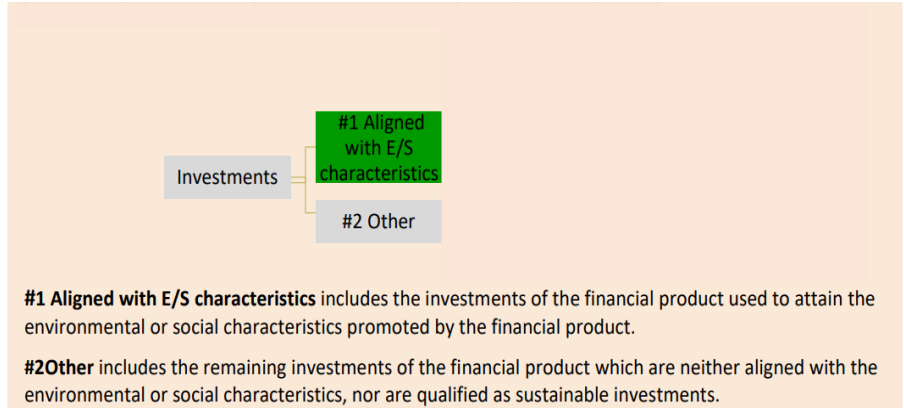 #1 Aligned
with E/S
characteristics
Investments
#2 Other
#1 Aligned with E/S characteristics includes the investments of the financial product used to attain the
environmental or social characteristics promoted by the financial product.
#2Other includes the remaining investments of the financial product which are neither aligned with the
environmental or social characteristics, nor are qualified as sustainable investments.